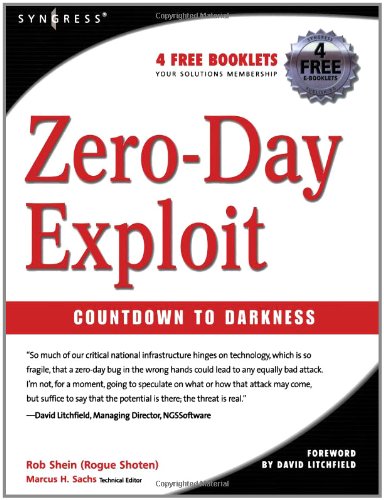 SYNGRESS®
4 FREE BOOKLETS
YOUR SOLUTIONS MEMBERSHIP
SYNGRESS
4
FREE
E-BOOKLETS
Zero-Day
Exploit
COUNTDOWN TO DARKNESS
"So much of our critical national infrastructure hinges on technology, which is so
fragile, that a zero-day bug in the wrong hands could lead to any equally bad attack.
I'm not, for a moment, going to speculate on what or how that attack may come,
but suffice to say that the potential is there; the threat is real."
—David Litchfield, Managing Director, NGSSoftware
Rob Shein (Rogue Shoten)
Marcus H. Sachs Technical Editor
FOREWORD
BY DAVID LITCHFIELD